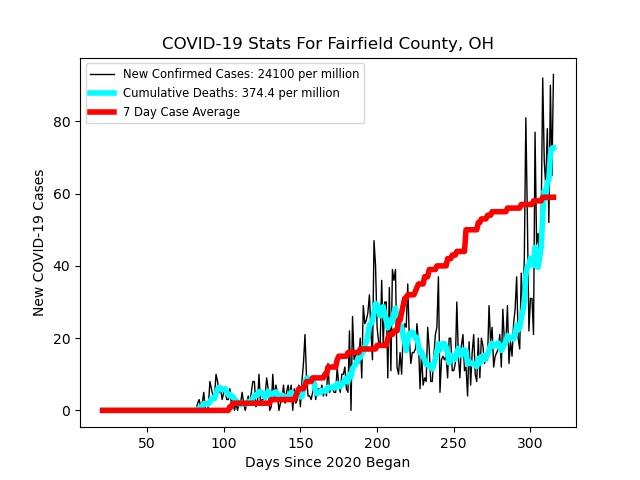 COVID-19 Stats For Fairfield County, OH
New Confirmed Cases: 24100 per million
Cumulative Deaths: 374.4 per million
7 Day Case Average
New COVID-19 Cases
80
60
40
20
0
50 100 150 200 250 300
Days Since 2020 Began